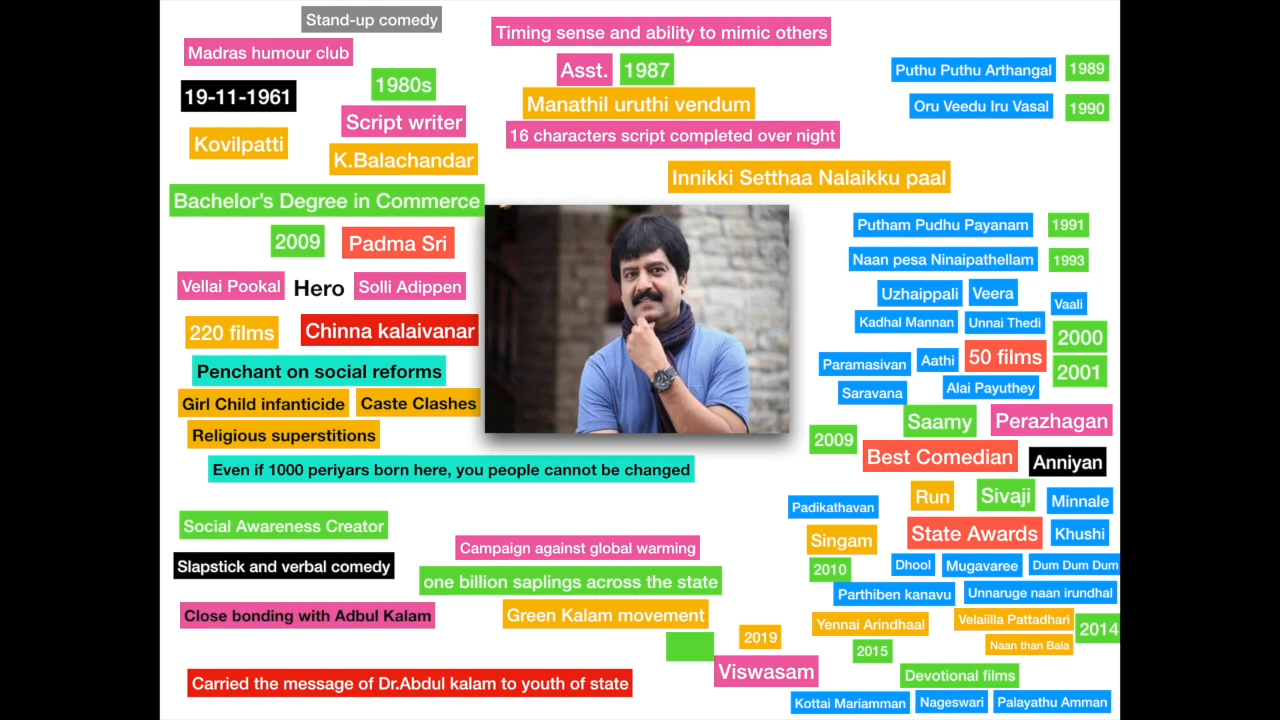 Stand-up comedy
Madras humour club
19-11-1961
1980s
Script writer
Kovilpatti
K.Balachandar
Bachelor's Degree in Commerce
2009
Padma Sri
Vellai Pookal
Hero
Solli Adippen
220 films
Chinna kalaivanar
Penchant on social reforms
Girl Child infanticide
Caste Clashes
Religious superstitions
Even if 1000 periyars born here, you people cannot be changed
Social Awareness Creator
Slapstick and verbal comedy
Close bonding with Adbul Kalam
Carried the message of Dr.Abdul kalam to youth of state
Timing sense and ability to mimic others
Asst.
1987
Manathil uruthi vendum
16 characters script completed over night
Innikki Setthaa Nalaikku paal
Campaign against global warming
one billion saplings across the state
Green Kalam movement
2019
Viswasam
Puthu Puthu Arthangal
1989
Oru Veedu Iru Vasal
1990
Putham Pudhu Payanam
1991
Naan pesa Ninaipathellam
1993
Uzhaippali
Veera
Vaali
Kadhal Mannan
Unnai Thedi
2000
Paramasivan
Aathi
50 films
2001
Saravana
Alai Payuthey
Saamy
Perazhagan
2009
Best Comedian
Anniyan
Run
Sivaji
Minnale
Padikathavan
Singam
State Awards
Khushi
2010
Dhool
Mugavaree
Dum Dum Dum
Parthiben kanavu
Unnaruge naan irundhal
Yennai Arindhaal
Velaiilla Pattadhari
2014
Naan than Bala
2015
Devotional films
Kottai Mariamman
Nageswari
Palayathu Amman